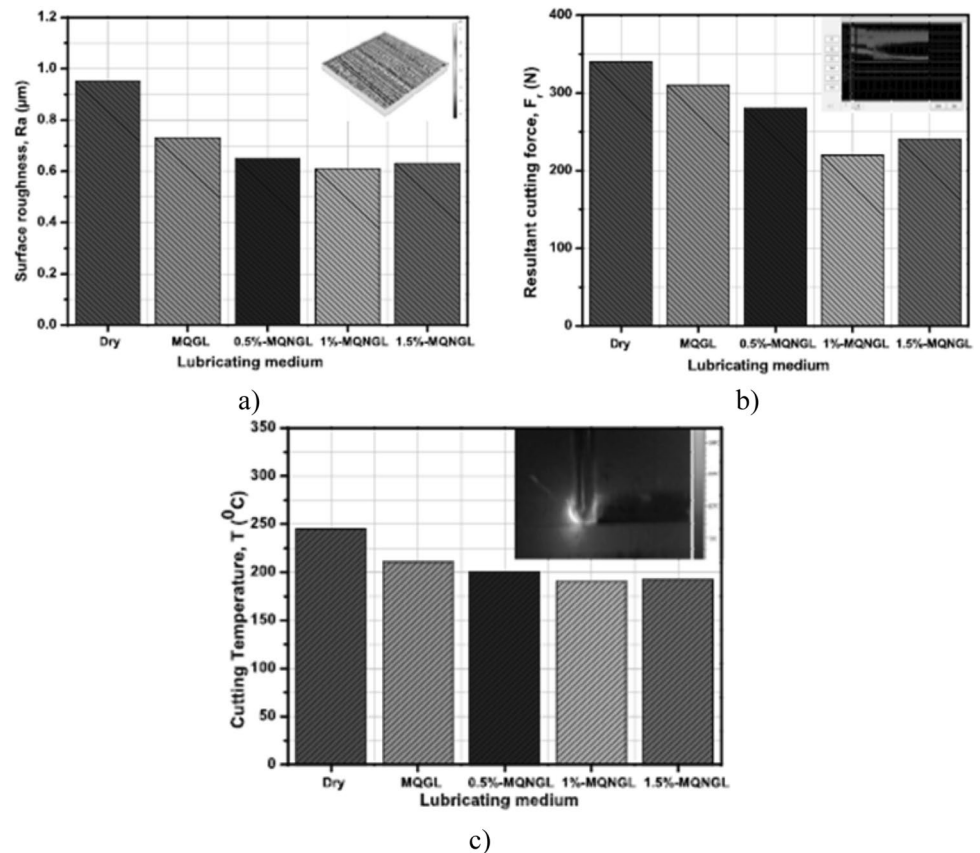 1.2
1.0
0.8
0.6
0.4
0.2
0.0
Surface roughness, Ra (µm)
Dry MQGL 0.5%-MQNGL 1%-MQNGL 1.5%-MQNGL
Lubricating medium
a)
400
300
200
100
0
Resultant cutting force, Fr (N)
Dry MQGL 0.5%-MQNGL 1%-MQNGL 1.5%-MQNGL
Lubricating medium
b)
350
300
250
200
150
100
50
0
Cutting Temperature, T (⁰C)
Dry MQGL 0.5%-MQNGL 1%-MQNGL 1.5%-MQNGL
Lubricating medium
c)